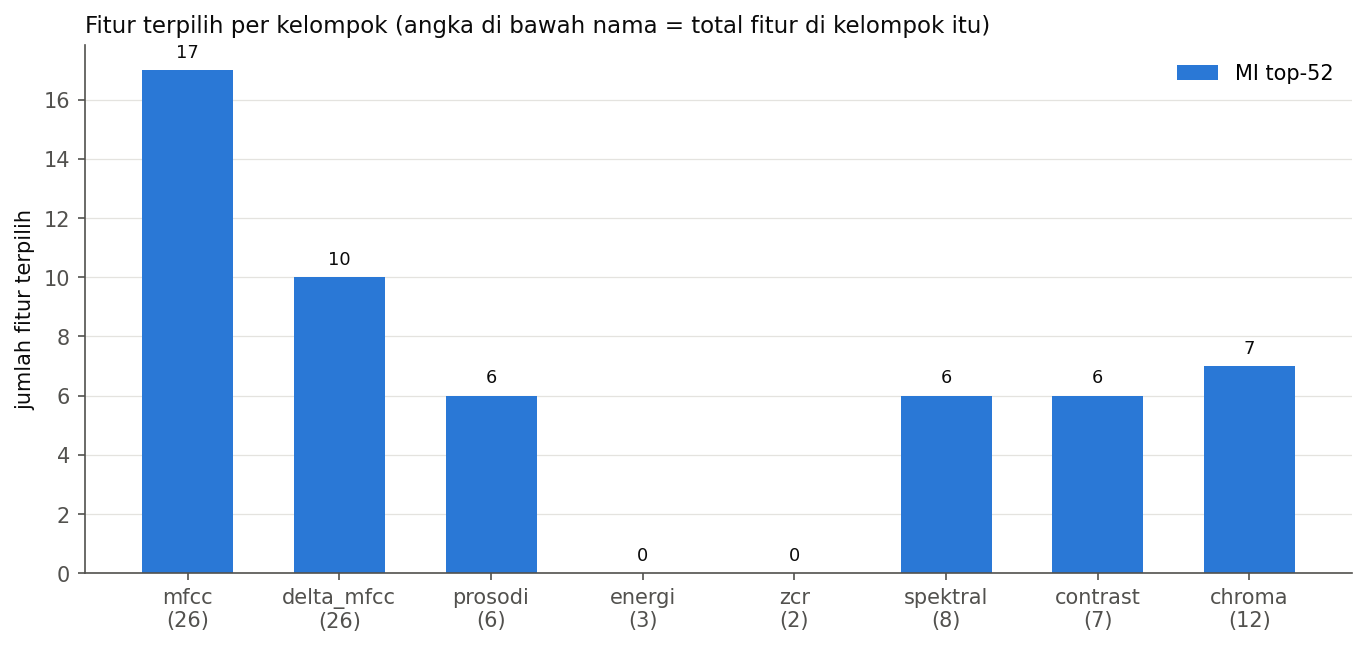 Fitur terpilih per kelompok (angka di bawah nama = total fitur di kelompok itu)
MI top-52
jumlah fitur terpilih
16
14
12
10
8
6
4
2
0
17
10
6
0
0
6
6
7
mfcc
(26)
delta_mfcc
(26)
prosodi
(6)
energi
(3)
zcr
(2)
spektral
(8)
contrast
(7)
chroma
(12)